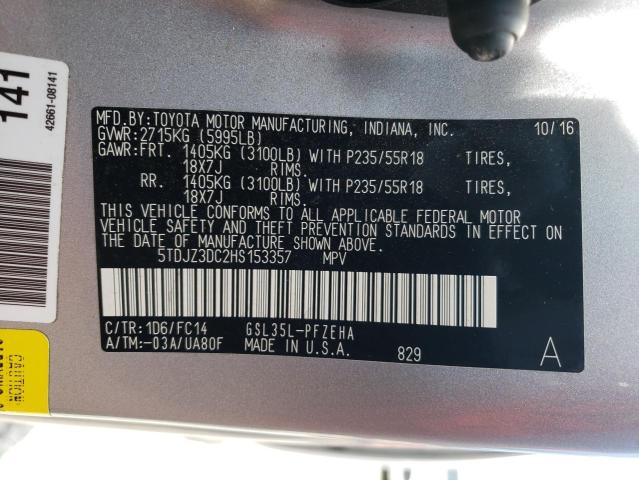 141
42661-08141
MFD.BY:TOYOTA MOTOR MANUFACTURING, INDIANA, INC. 10/16
GVWR:2715KG (5995LB)
GAWR:FRT. 1405KG (3100LB) WITH P235/55R18 TIRES,
18X7J RIMS.
RR. 1405KG (3100LB) WITH P235/55R18 TIRES,
18X7J RIMS.
THIS VEHICLE CONFORMS TO ALL APPLICABLE FEDERAL MOTOR
VEHICLE SAFETY AND THEFT PREVENTION STANDARDS IN EFFECT
ON THE DATE OF MANUFACTURE SHOWN ABOVE.
5TDJZ3DC2HS153357 MPV
C/TR:1D6/FC14 GSL35L-PFZEHA
A/TM:-03A/UA80F MADE IN U.S.A. 829 A
CAUTION
CAUTION